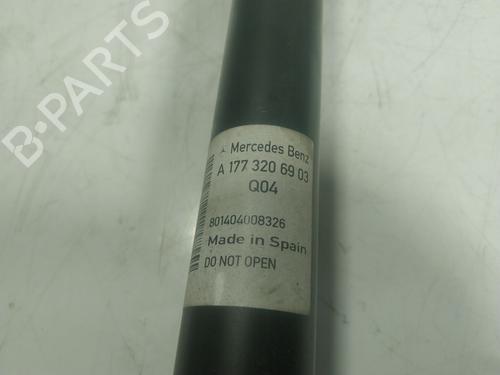 B-PARTS
Mercedes Benz
A 177 320 69 03
Q04
801404008326
Made in Spain
DO NOT OPEN